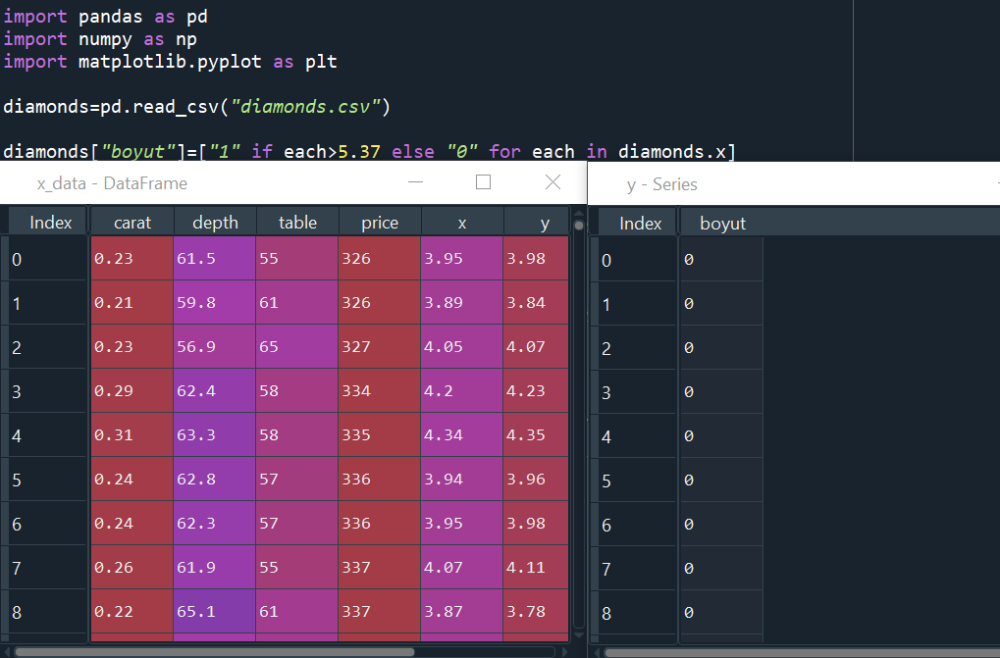 import pandas as pd
import numpy as np
import matplotlib.pyplot as plt
diamonds=pd.read_csv("diamonds.csv")
diamonds["boyut"]=["1" if each>5.37 else "0" for each in diamonds.x]
x_data - DataFrame
Index carat depth table price x y
0 0.23 61.5 55 326 3.95 3.98
1 0.21 59.8 61 326 3.89 3.84
2 0.23 56.9 65 327 4.05 4.07
3 0.29 62.4 58 334 4.2 4.23
4 0.31 63.3 58 335 4.34 4.35
5 0.24 62.8 57 336 3.94 3.96
6 0.24 62.3 57 336 3.95 3.98
7 0.26 61.9 55 337 4.07 4.11
8 0.22 65.1 61 337 3.87 3.78
y - Series
Index boyut
0 0
1 0
2 0
3 0
4 0
5 0
6 0
7 0
8 0